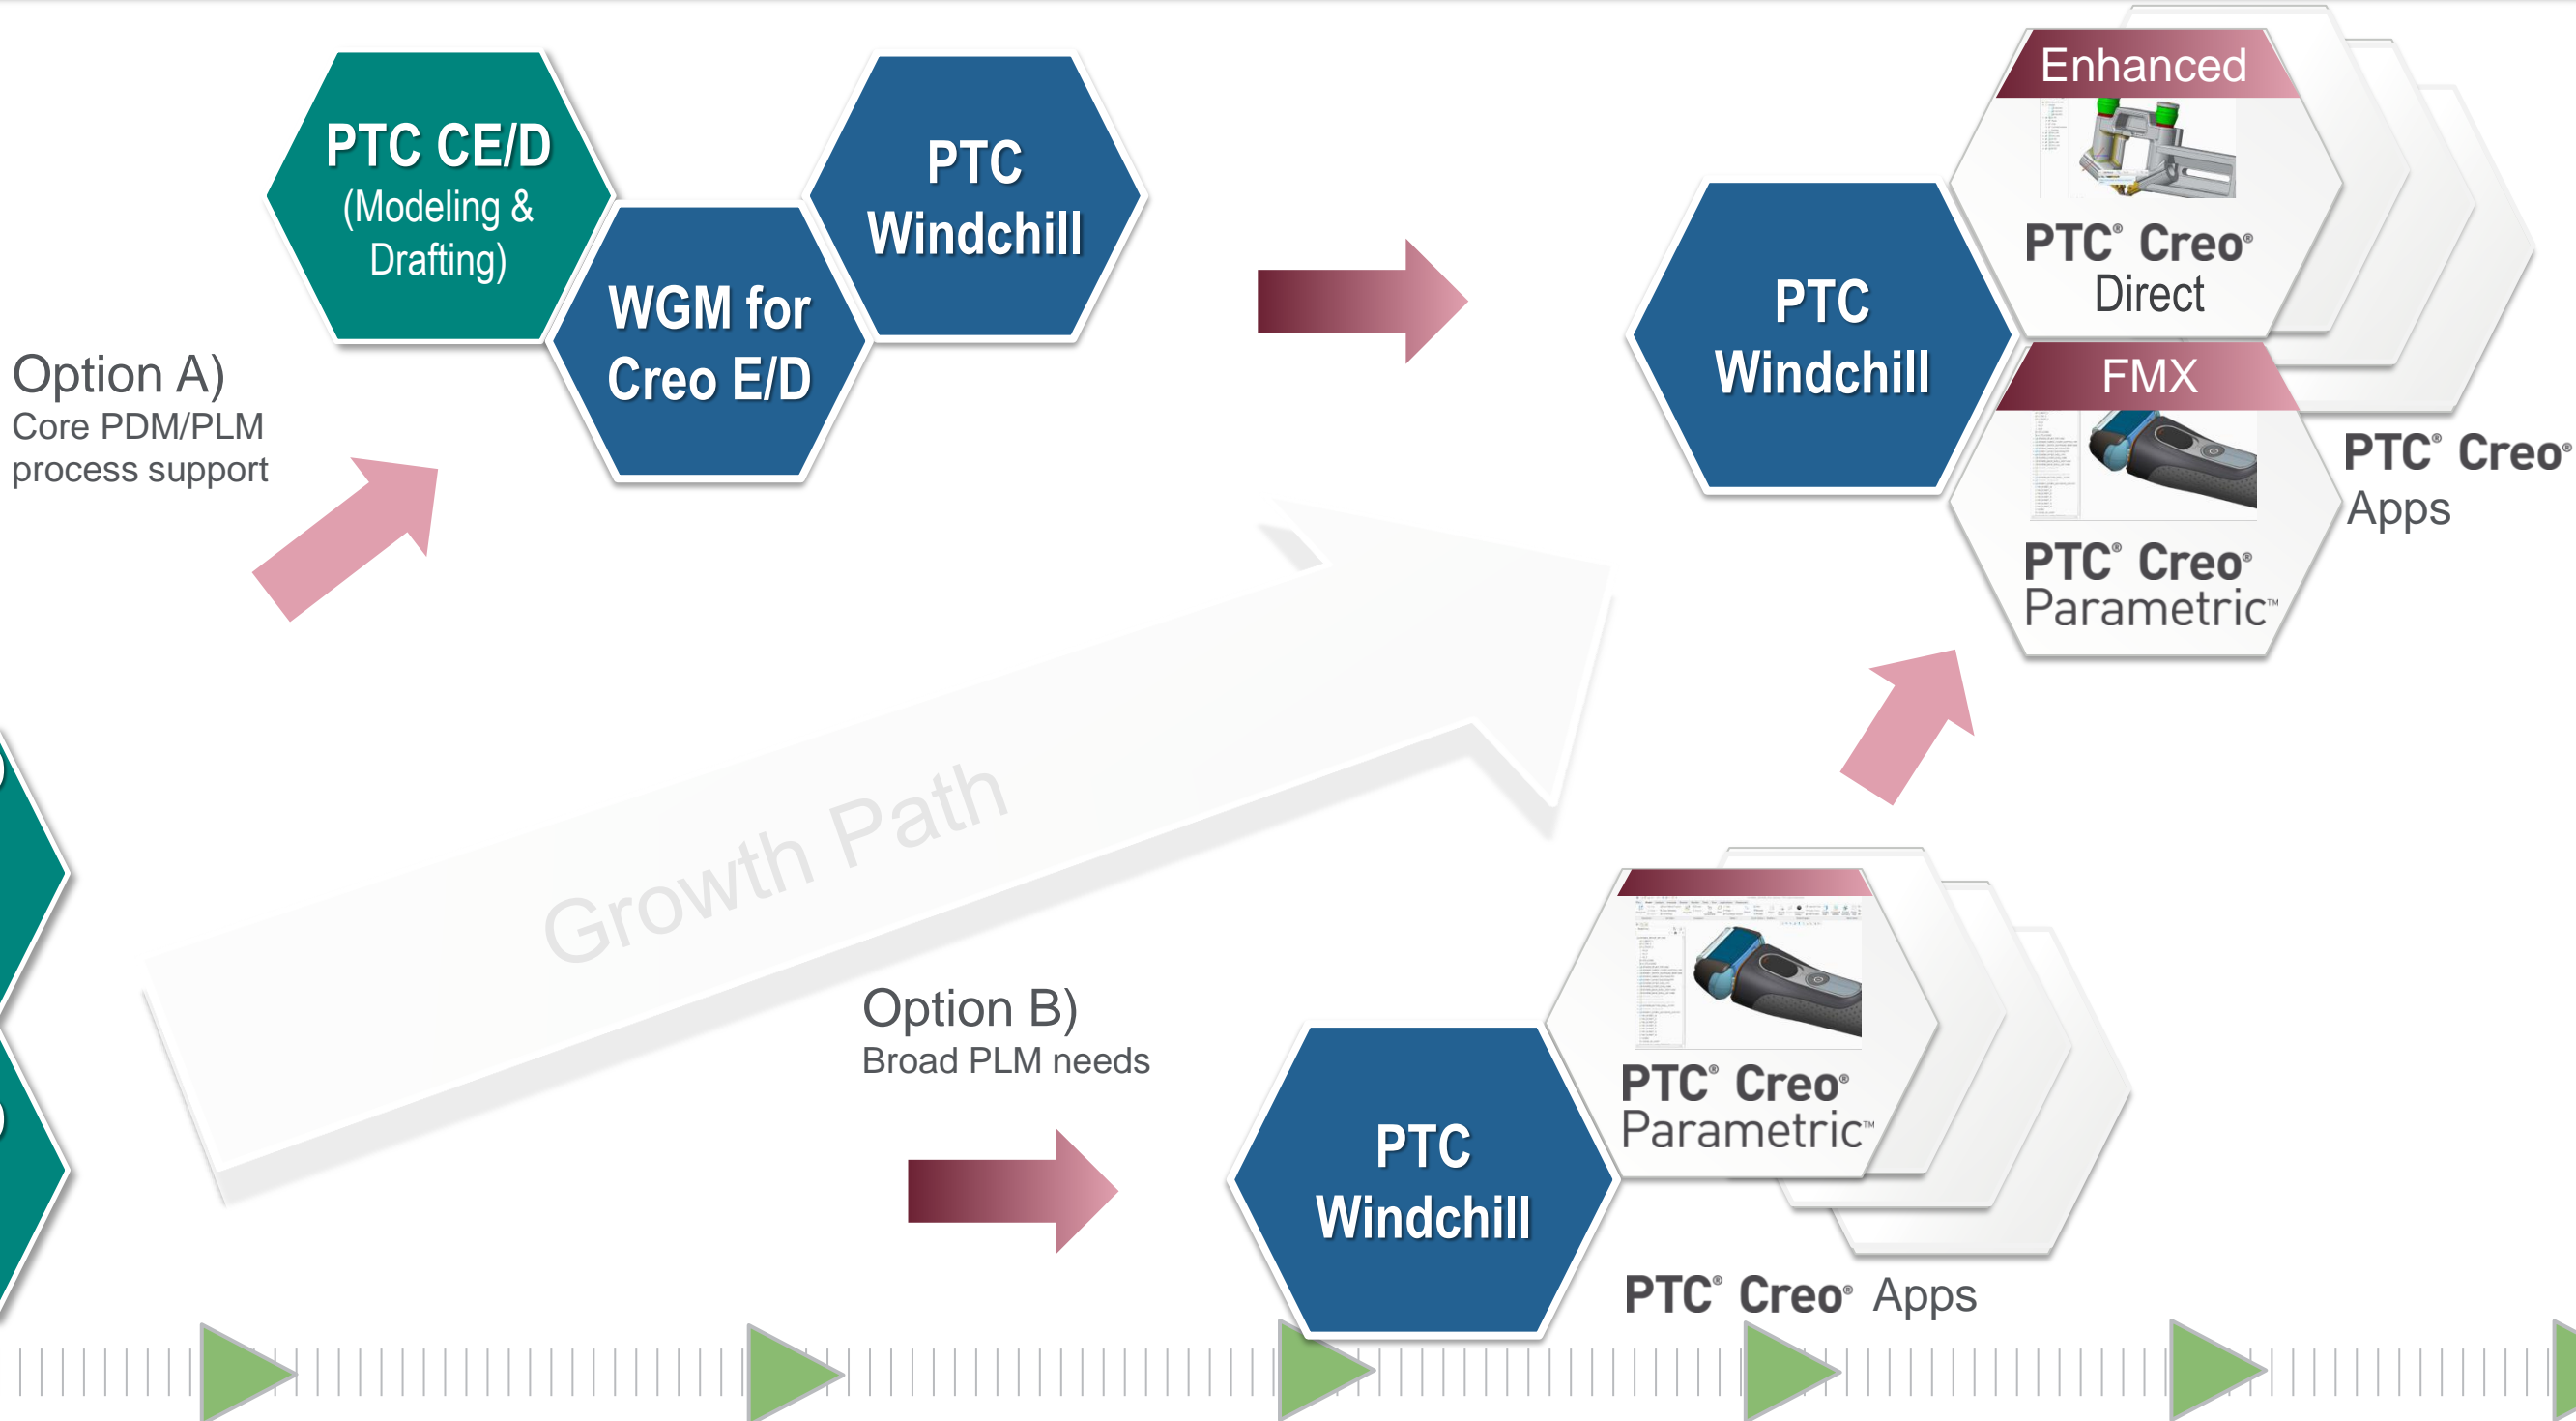 PTC CE/D
(Modeling &
Drafting)
WGM for
Creo E/D
PTC
Windchill
Option A)
Core PDM/PLM
process support
PTC
Windchill
Enhanced
PTC® Creo®
Direct
FMX
PTC® Creo®
Parametric™
PTC® Creo®
Apps
Growth Path
Option B)
Broad PLM needs
PTC
Windchill
PTC® Creo®
Parametric™
PTC® Creo® Apps